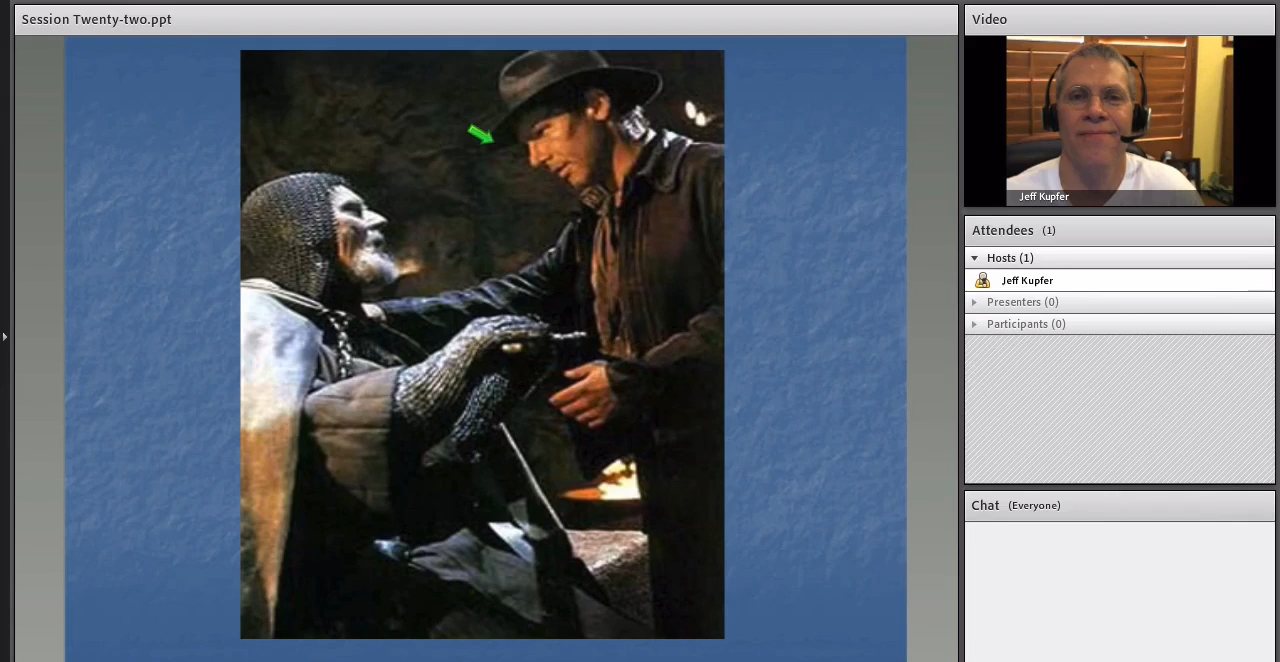 Session Twenty-two.ppt
Video
Jeff Kupfer
Attendees (1)
Hosts (1)
Jeff Kupfer
Presenters (0)
Participants (0)
Chat (Everyone)